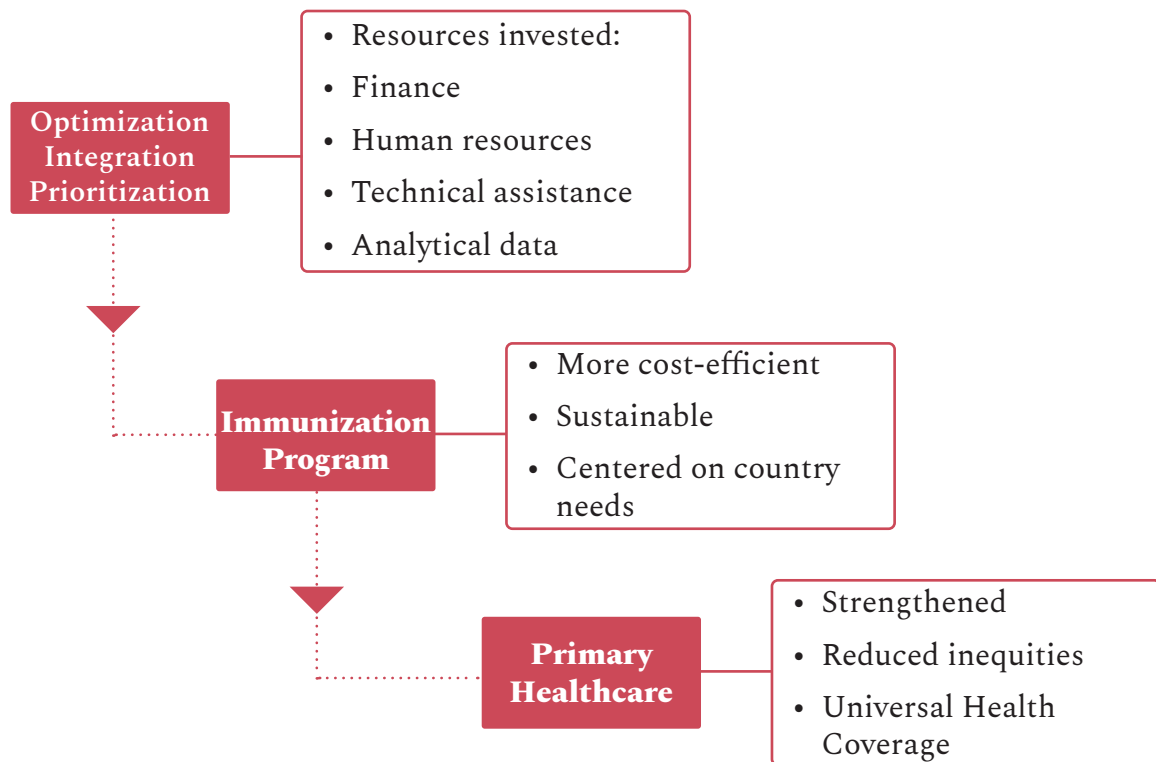 Optimization
Integration
Prioritization
• Resources invested:
• Finance
• Human resources
• Technical assistance
• Analytical data
Immunization
Program
• More cost-efficient
• Sustainable
• Centered on country
needs
Primary
Healthcare
• Strengthened
• Reduced inequities
• Universal Health
Coverage